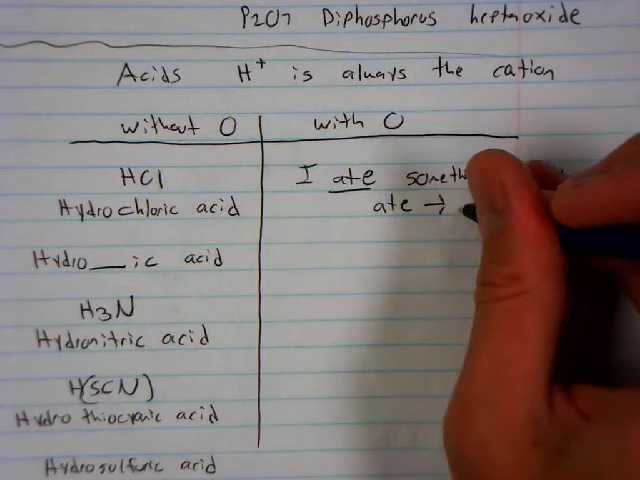 P2O7 Diphosphorus heptoxide
Acids H+ is always the cation
without O
with O
HCl
Hydrochloric acid
Hydro___ic acid
H3N
Hydronitric acid
H(SCN)
Hydro thiocyanic acid
Hydrosulfuric acid
I ate
ate →